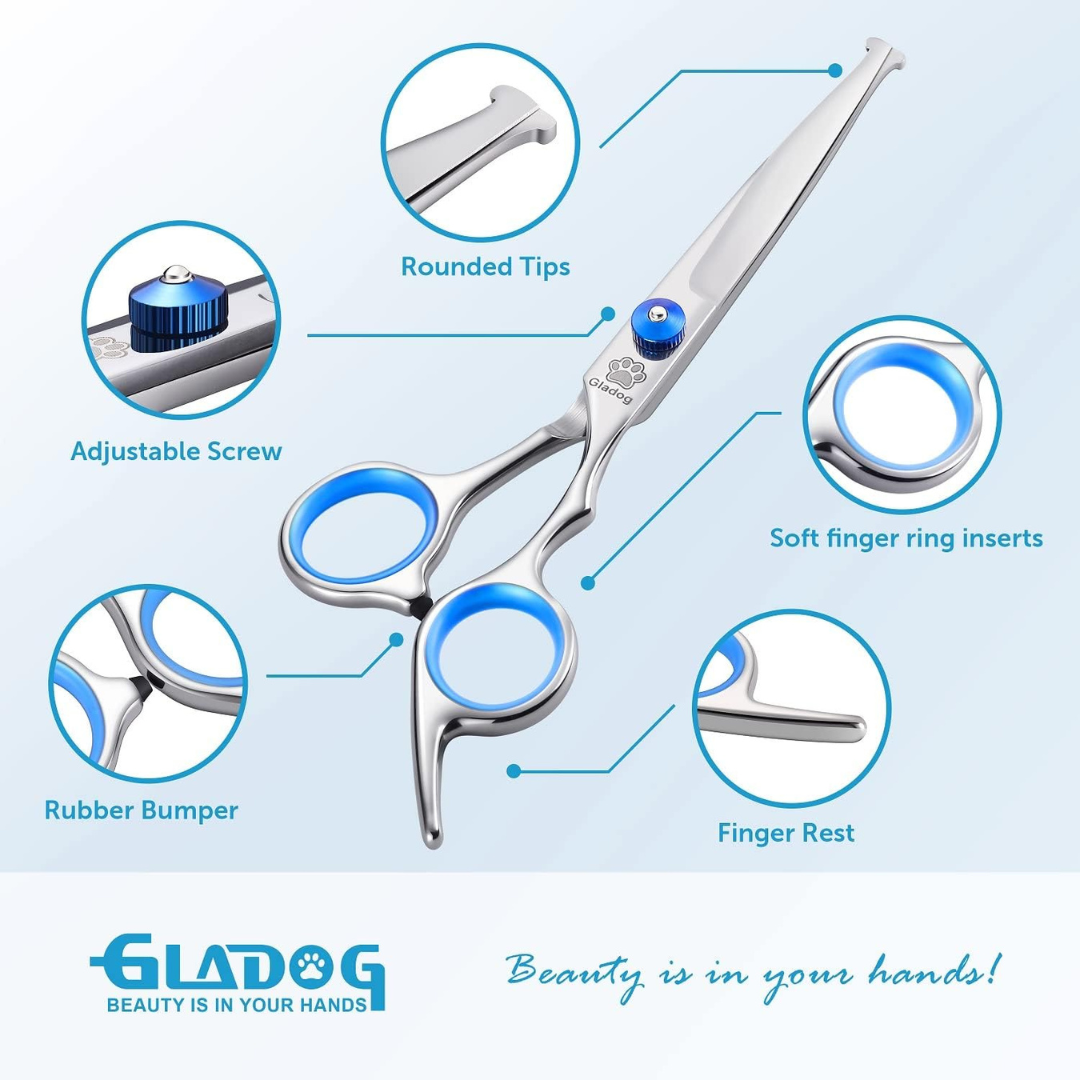 Rounded Tips
Adjustable Screw
Gladog
Soft finger ring inserts
Rubber Bumper
Finger Rest
GLADOG
BEAUTY IS IN YOUR HANDS
Beauty is in your hands!